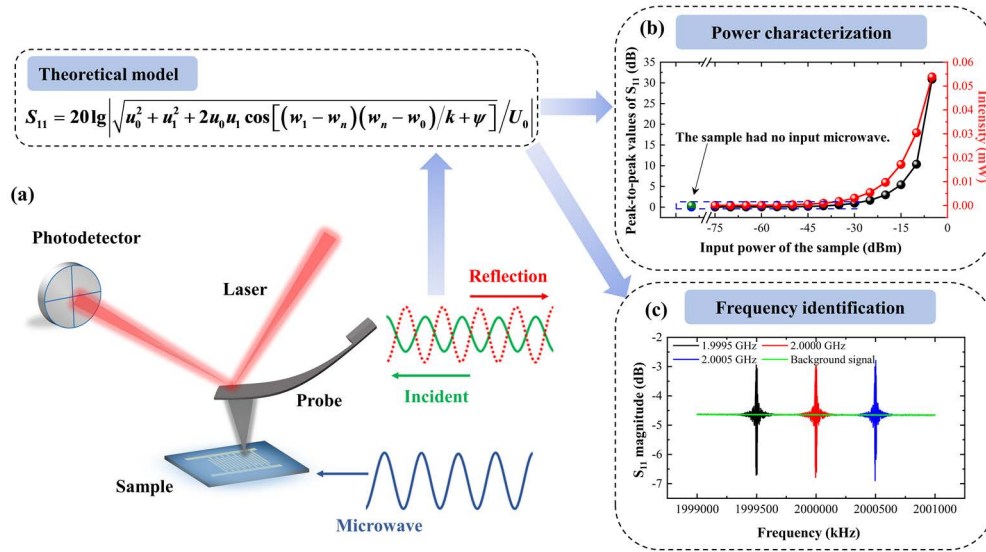 Theoretical model
S₁₁ = 20 lg|√u₀² + u₁² + 2u₀u₁ cos[(w₁ − wₙ)(wₙ − w₀)/k + ψ]/U₀|
(a)
Photodetector
Laser
Reflection
Incident
Probe
Sample
Microwave
(b)
Power characterization
Peak-to-peak values of S₁₁ (dB)
35
30
25
20
15
10
5
0
The sample had no input microwave.
0.06
0.05
0.04
0.03
0.02
0.01
0.00
Intensity (mW)
-75 -60 -45 -30 -15 0
Input power of the sample (dBm)
(c)
Frequency identification
1.9995 GHz 2.0000 GHz
2.0005 GHz Background signal
S₁₁ magnitude (dB)
-2
-3
-4
-5
-6
-7
1999000 1999500 2000000 2000500 2001000
Frequency (kHz)